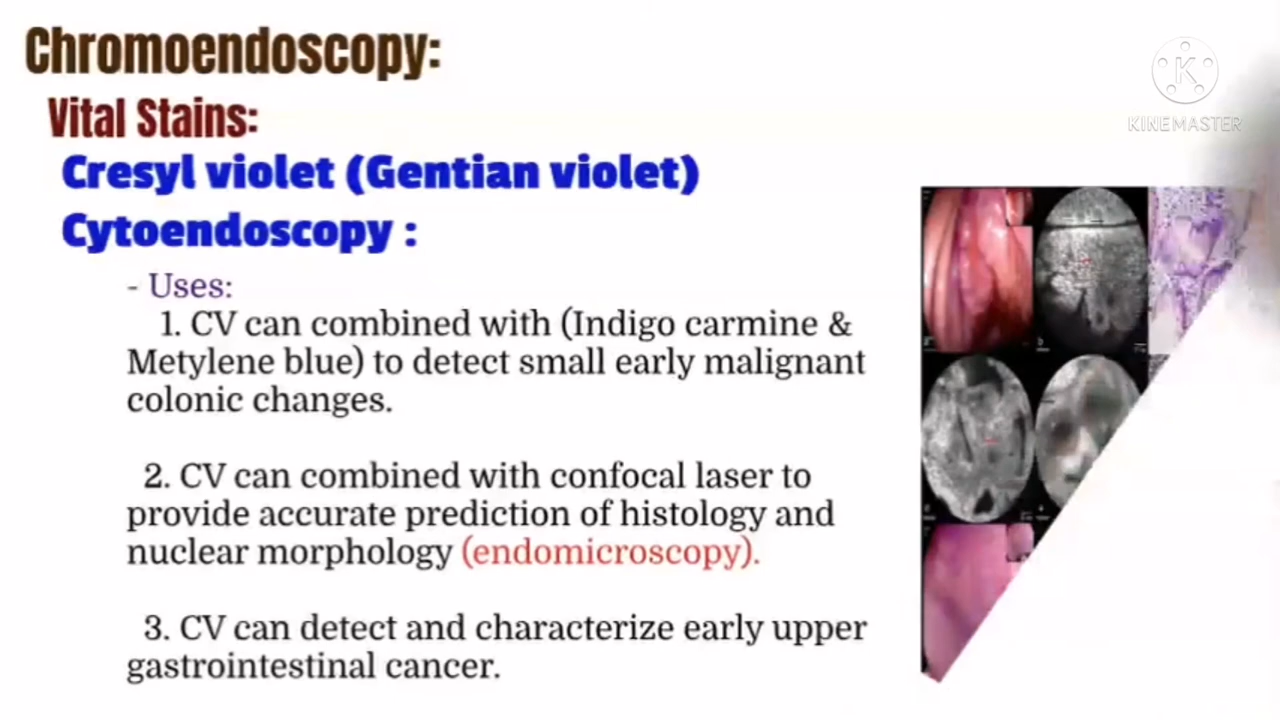 Chromoendoscopy:
KINEMASTER
Vital Stains:
Cresyl violet (Gentian violet)
Cytoendoscopy :
- Uses:
1. CV can combined with (Indigo carmine &
Metylene blue) to detect small early malignant
colonic changes.
2. CV can combined with confocal laser to
provide accurate prediction of histology and
nuclear morphology (endomicroscopy).
3. CV can detect and characterize early upper
gastrointestinal cancer.